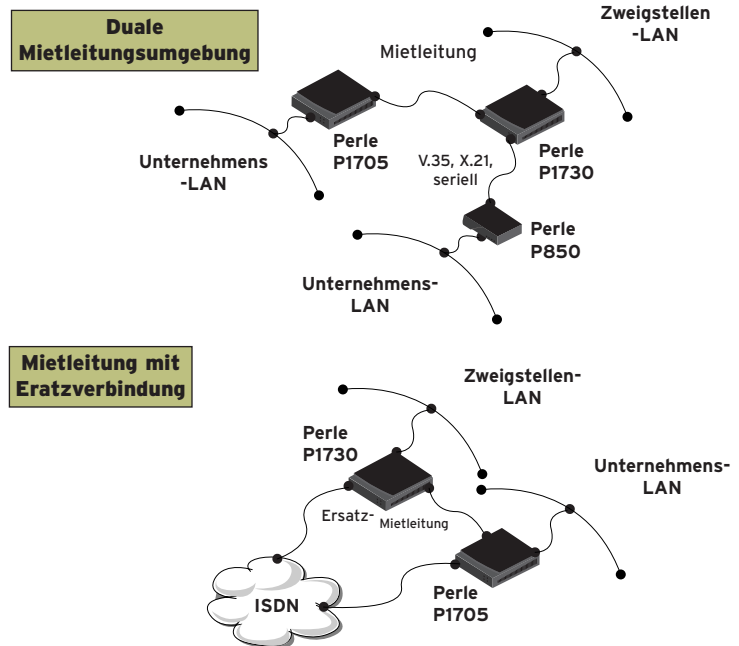 Duale
Mietleitungsumgebung
Zweigstellen
-LAN
Mietleitung
Perle
P1705
Unternehmens
-LAN
V.35, X.21,
seriell
Perle
P1730
Perle
P850
Unternehmens-
LAN
Mietleitung mit
Eratzverbindung
Zweigstellen-
LAN
Perle
P1730
Unternehmens-
LAN
Ersatz-
Mietleitung
ISDN
Perle
P1705